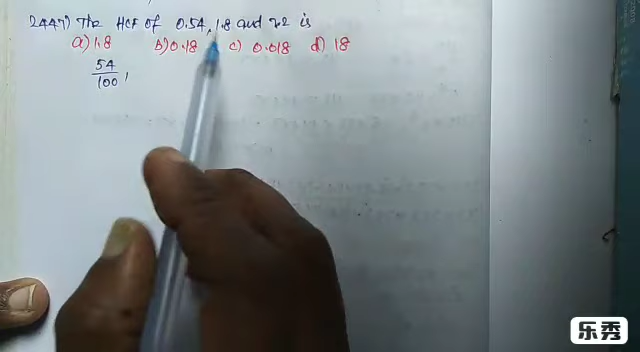 2447) The HCF of 0.54, 1.8 and 7.2 is
a) 1.8 b) 0.18 c) 0.018 d) 18
54
100 ,
乐秀